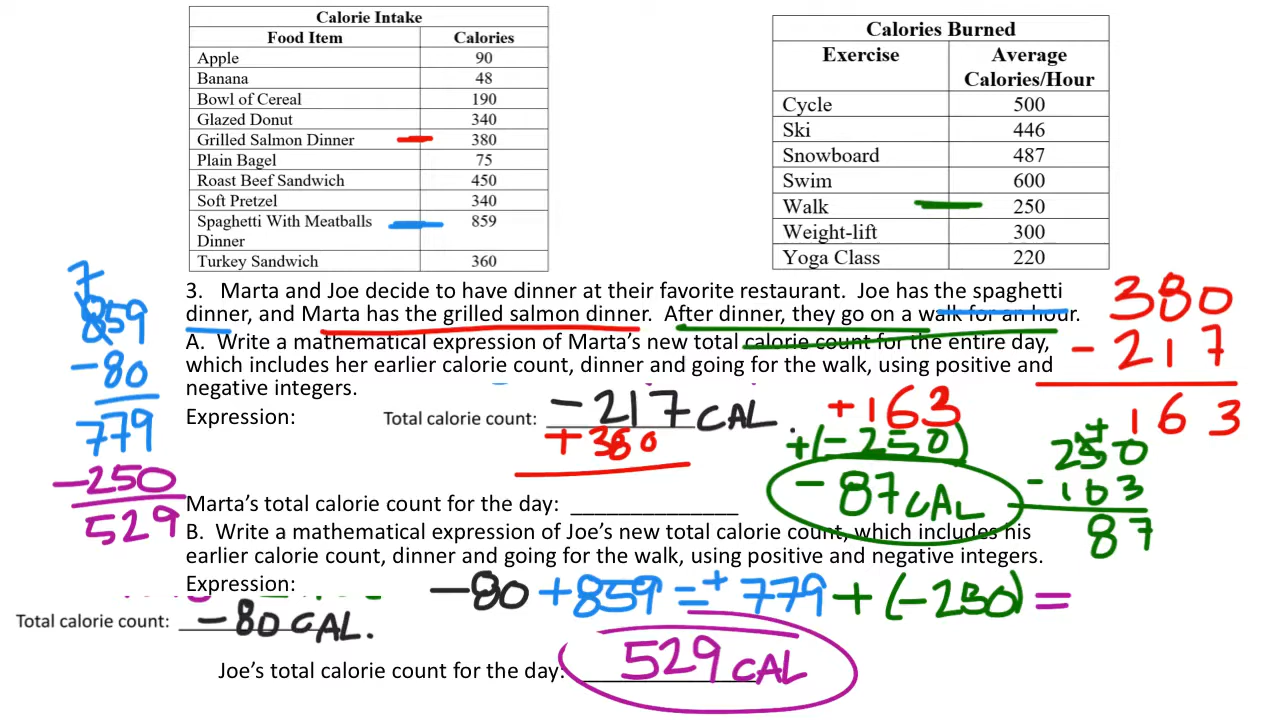 Calorie Intake
Food Item Calories
Apple 90
Banana 48
Bowl of Cereal 190
Glazed Donut 340
Grilled Salmon Dinner 380
Plain Bagel 75
Roast Beef Sandwich 450
Soft Pretzel 340
Spaghetti With Meatballs 859
Dinner
Turkey Sandwich 360
Calories Burned
Exercise Average
Calories/Hour
Cycle 500
Ski 446
Snowboard 487
Swim 600
Walk 250
Weight-lift 300
Yoga Class 220
3. Marta and Joe decide to have dinner at their favorite restaurant. Joe has the spaghetti
dinner, and Marta has the grilled salmon dinner. After dinner, they go on a walk for an hour.
A. Write a mathematical expression of Marta's new total calorie count for the entire day,
which includes her earlier calorie count, dinner and going for the walk, using positive and
negative integers.
Expression:
Total calorie count: -217 CAL.
+380
+163
+(-250)
-87 CAL
380
-217
163
250
-163
87
7
859
-80
779
-250
529
Marta's total calorie count for the day: ______________
B. Write a mathematical expression of Joe's new total calorie count, which includes his
earlier calorie count, dinner and going for the walk, using positive and negative integers.
Expression:
-80 +859 = +779 + (-250) =
Total calorie count: -80 CAL.
Joe's total calorie count for the day: 529 CAL